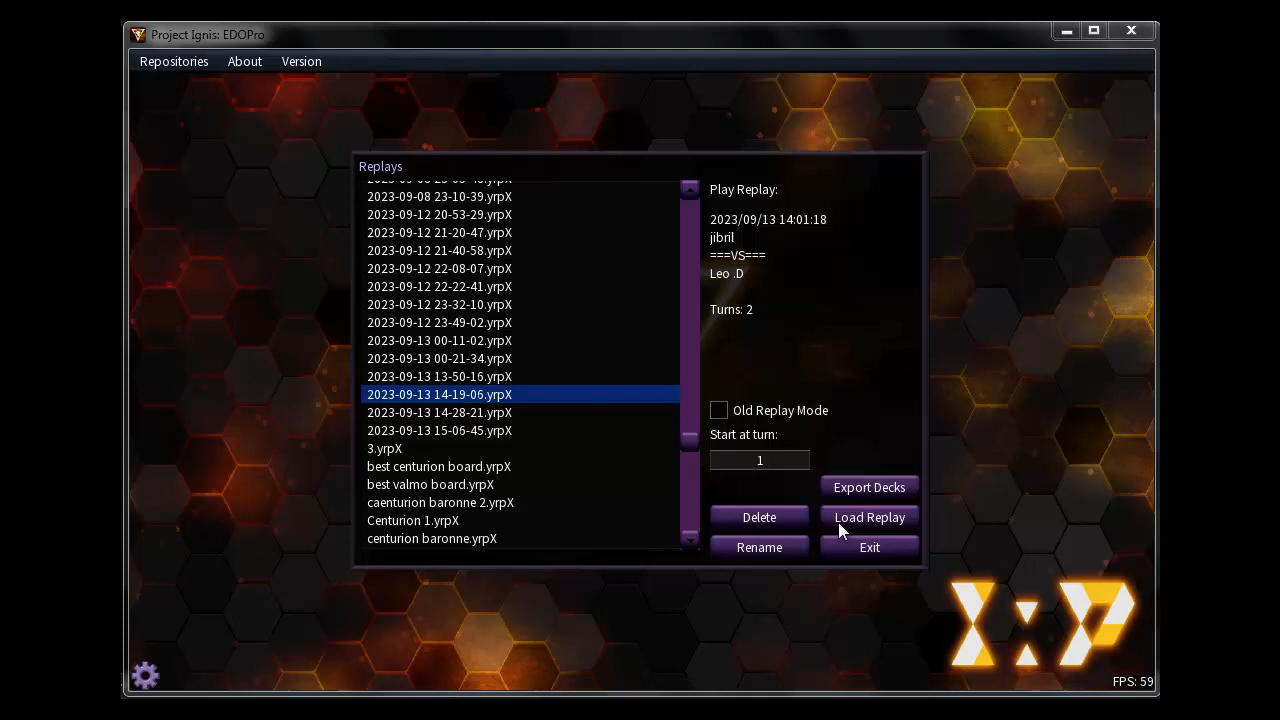 Project Ignis: EDOPro
Repositories About Version
Replays
2023-09-08 23-10-39.yrpX
2023-09-12 20-53-29.yrpX
2023-09-12 21-20-47.yrpX
2023-09-12 21-40-58.yrpX
2023-09-12 22-08-07.yrpX
2023-09-12 22-22-41.yrpX
2023-09-12 23-32-10.yrpX
2023-09-12 23-49-02.yrpX
2023-09-13 00-11-02.yrpX
2023-09-13 00-21-34.yrpX
2023-09-13 13-50-16.yrpX
2023-09-13 14-19-06.yrpX
2023-09-13 14-28-21.yrpX
2023-09-13 15-06-45.yrpX
3.yrpX
best centurion board.yrpX
best valmo board.yrpX
caenturion baronne 2.yrpX
Centurion 1.yrpX
centurion baronne.yrpX
Play Replay:
2023/09/13 14:01:18
jibril
===VS===
Leo .D
Turns: 2
Old Replay Mode
Start at turn:
1
Export Decks
Delete Load Replay
Rename Exit
FPS: 59